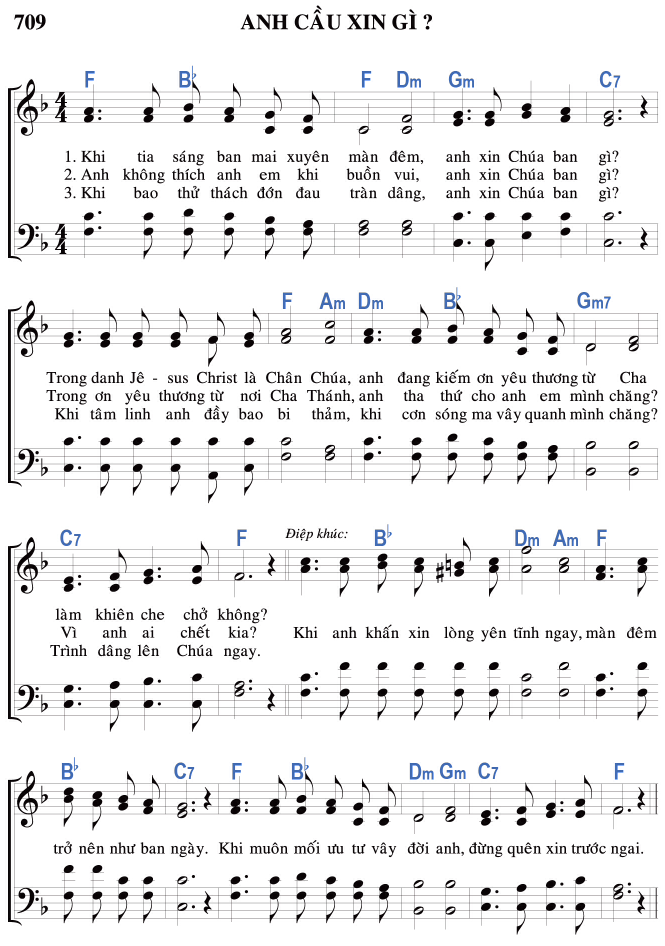 709 ANH CẦU XIN GÌ ?
F B♭ F Dm Gm C7
1. Khi tia sáng ban mai xuyên màn đêm, anh xin Chúa ban gì?
2. Anh không thích anh em khi buồn vui, anh xin Chúa ban gì?
3. Khi bao thử thách đớn đau tràn dâng, anh xin Chúa ban gì?
F Am Dm B♭ Gm7
Trong danh Jê - sus Christ là Chân Chúa, anh đang kiếm ơn yêu thương từ Cha
Trong ơn yêu thương từ nơi Cha Thánh, anh tha thứ cho anh em mình chăng?
Khi tâm linh anh đầy bao bi thảm, khi cơn sóng ma vây quanh mình chăng?
C7 F Điệp khúc: B♭ Dm Am F
làm khiên che chở không?
Vì anh ai chết kia? Khi anh khấn xin lòng yên tĩnh ngay, màn đêm
Trình dâng lên Chúa ngay.
B♭ C7 F B♭ Dm Gm C7 F
trở nên như ban ngày. Khi muôn mối ưu tư vây đời anh, đừng quên xin trước ngai.